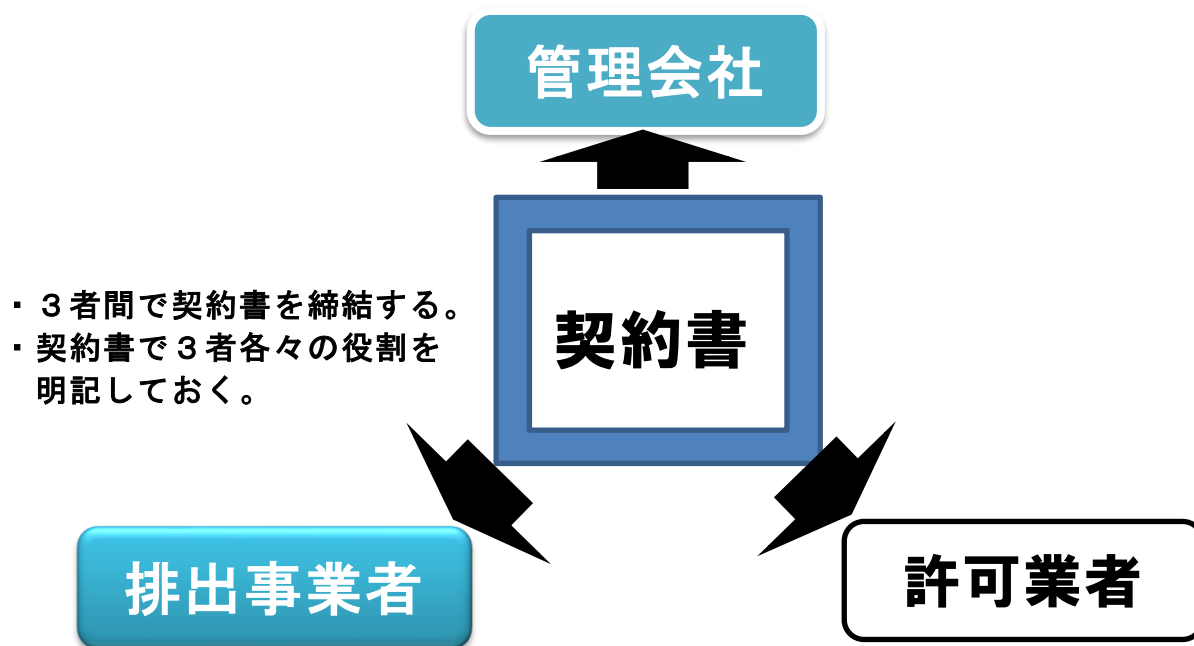 管理会社
・３者間で契約書を締結する。
・契約書で３者各々の役割を
明記しておく。
契約書
排出事業者
許可業者